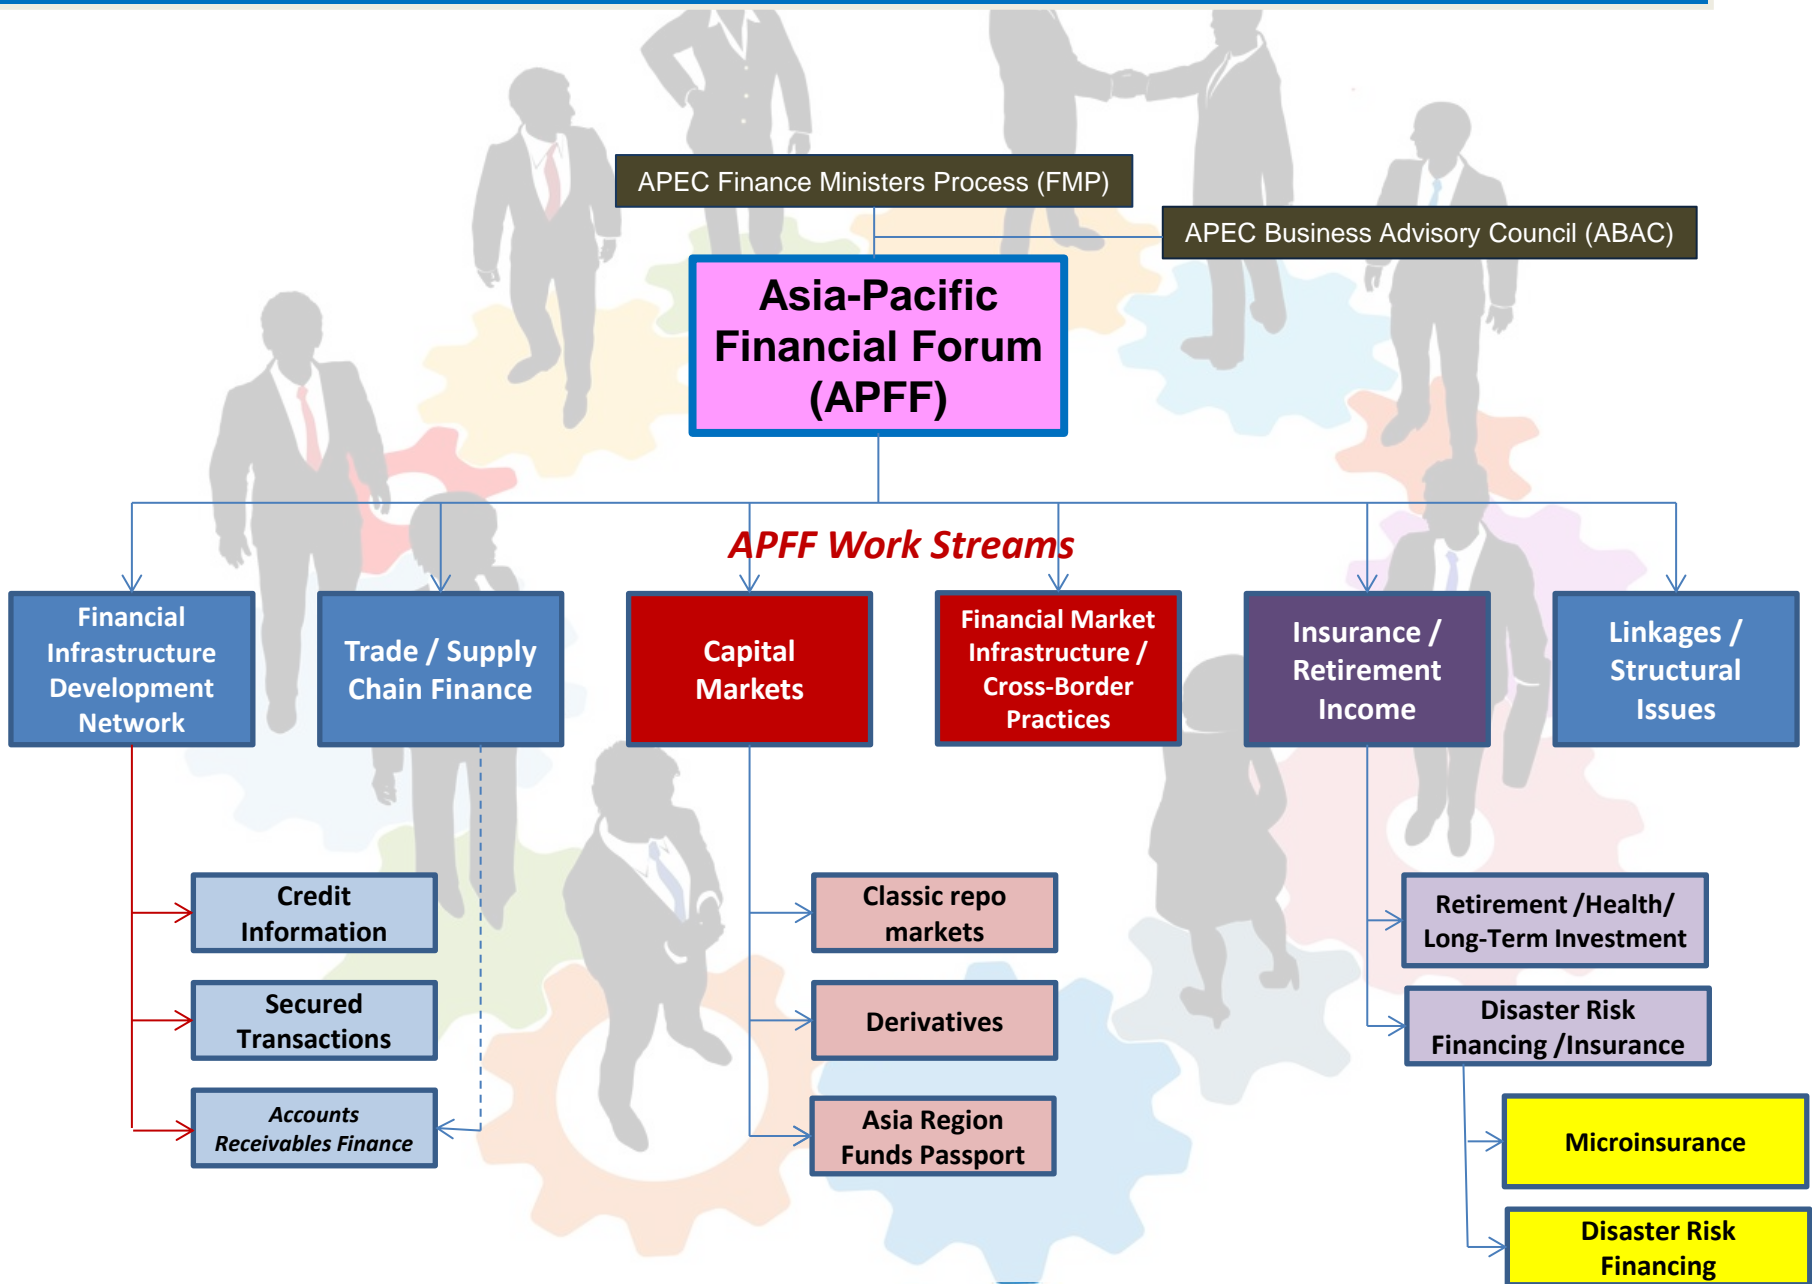 APEC Finance Ministers Process (FMP)
APEC Business Advisory Council (ABAC)
Asia-Pacific
Financial Forum
(APFF)
APFF Work Streams
Financial
Infrastructure
Development
Network
Trade / Supply
Chain Finance
Capital
Markets
Financial Market
Infrastructure /
Cross-Border
Practices
Insurance /
Retirement
Income
Linkages /
Structural
Issues
Credit
Information
Secured
Transactions
Accounts
Receivables Finance
Classic repo
markets
Derivatives
Asia Region
Funds Passport
Retirement /Health/
Long-Term Investment
Disaster Risk
Financing /Insurance
Microinsurance
Disaster Risk
Financing